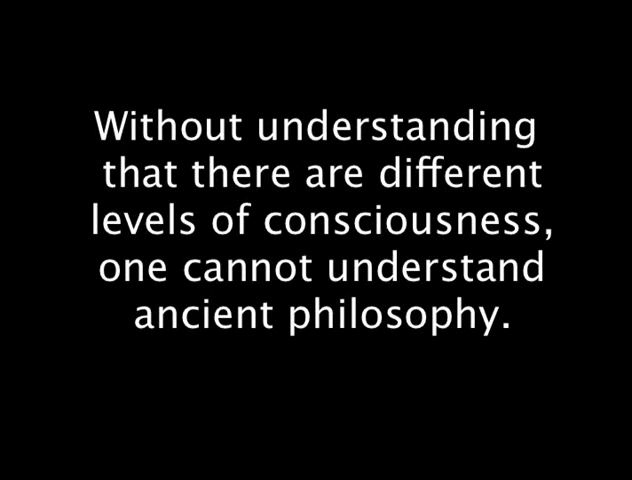 Without understanding
that there are different
levels of consciousness,
one cannot understand
ancient philosophy.